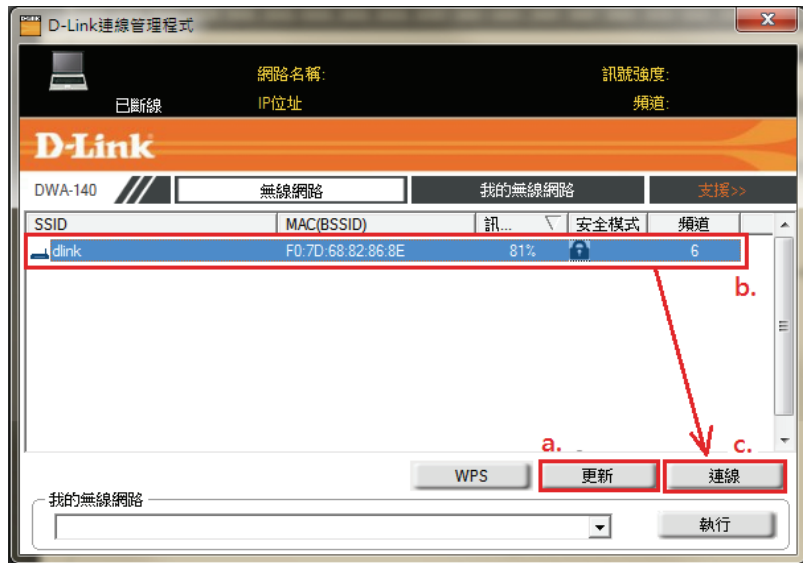 D-Link連線管理程式
網路名稱: 訊號強度:
已斷線 IP位址 頻道:
D-Link
DWA-140 無線網路 我的無線網路 支援>>
SSID MAC(BSSID) 訊... 安全模式 頻道
dlink F0:7D:68:82:86:8E 81% 6
b.
a. c.
WPS 更新 連線
我的無線網路
執行